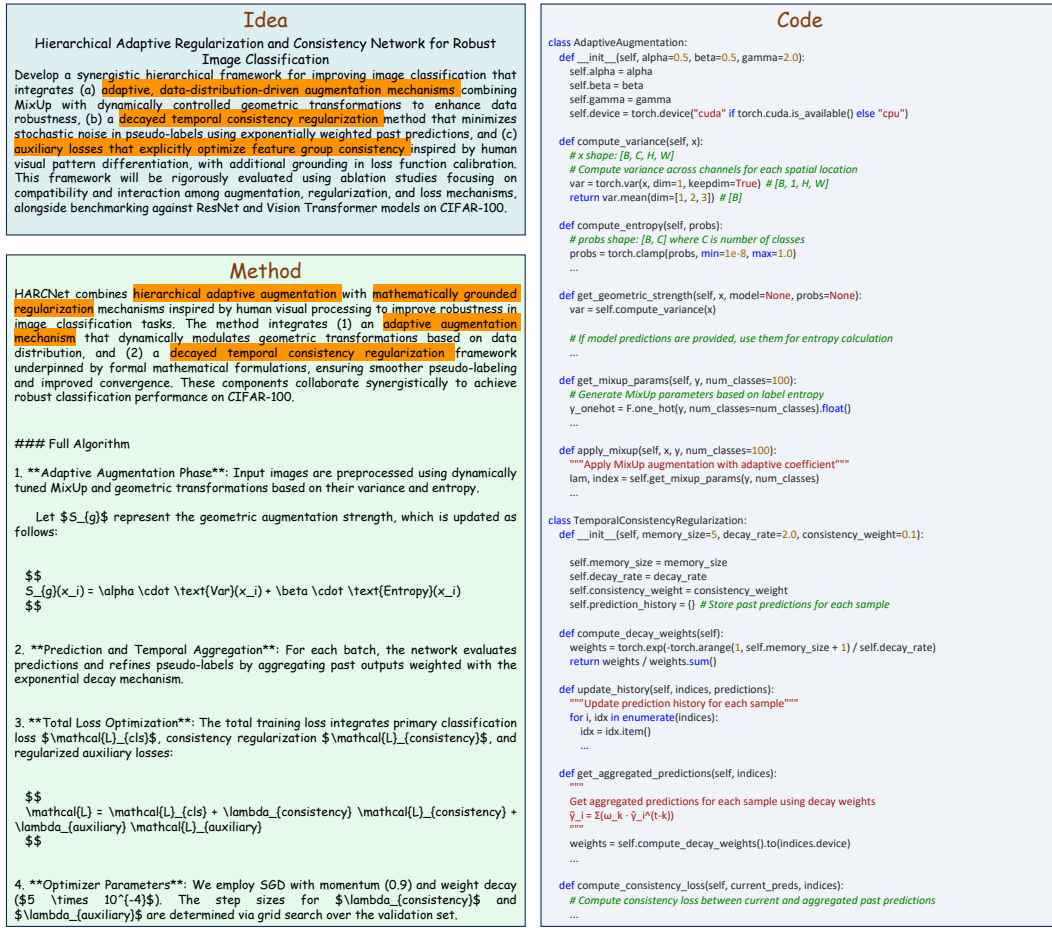 Idea
Hierarchical Adaptive Regularization and Consistency Network for Robust
Image Classification
Develop a synergistic hierarchical framework for improving image classification that
integrates (a) adaptive, data-distribution-driven augmentation mechanisms combining
MixUp with dynamically controlled geometric transformations to enhance data
robustness, (b) a decayed temporal consistency regularization method that minimizes
stochastic noise in pseudo-labels using exponentially weighted past predictions, and (c)
auxiliary losses that explicitly optimize feature group consistency inspired by human
visual pattern differentiation, with additional grounding in loss function calibration.
This framework will be rigorously evaluated using ablation studies focusing on
compatibility and interaction among augmentation, regularization, and loss mechanisms,
alongside benchmarking against ResNet and Vision Transformer models on CIFAR-100.
Method
HARCNet combines hierarchical adaptive augmentation with mathematically grounded
regularization mechanisms inspired by human visual processing to improve robustness in
image classification tasks. The method integrates (1) an adaptive augmentation
mechanism that dynamically modulates geometric transformations based on data
distribution, and (2) a decayed temporal consistency regularization framework
underpinned by formal mathematical formulations, ensuring smoother pseudo-labeling
and improved convergence. These components collaborate synergistically to achieve
robust classification performance on CIFAR-100.
### Full Algorithm
1. **Adaptive Augmentation Phase**: Input images are preprocessed using dynamically
tuned MixUp and geometric transformations based on their variance and entropy.
Let $S_{g}$ represent the geometric augmentation strength, which is updated as
follows:
$$
S_{g}(x_i) = \alpha \cdot \text{Var}(x_i) + \beta \cdot \text{Entropy}(x_i)
$$
2. **Prediction and Temporal Aggregation**: For each batch, the network evaluates
predictions and refines pseudo-labels by aggregating past outputs weighted with the
exponential decay mechanism.
3. **Total Loss Optimization**: The total training loss integrates primary classification
loss $\mathcal{L}_{cls}$, consistency regularization $\mathcal{L}_{consistency}$, and
regularized auxiliary losses:
$$
\mathcal{L} = \mathcal{L}_{cls} + \lambda_{consistency} \mathcal{L}_{consistency} +
\lambda_{auxiliary} \mathcal{L}_{auxiliary}
$$
4. **Optimizer Parameters**: We employ SGD with momentum (0.9) and weight decay
($5 \times 10^{-4}$). The step sizes for $\lambda_{consistency}$ and
$\lambda_{auxiliary}$ are determined via grid search over the validation set.
Code
class AdaptiveAugmentation:
def __init__(self, alpha=0.5, beta=0.5, gamma=2.0):
self.alpha = alpha
self.beta = beta
self.gamma = gamma
self.device = torch.device("cuda" if torch.cuda.is_available() else "cpu")
def compute_variance(self, x):
# x shape: [B, C, H, W]
# Compute variance across channels for each spatial location
var = torch.var(x, dim=1, keepdim=True) # [B, 1, H, W]
return var.mean(dim=[1, 2, 3]) # [B]
def compute_entropy(self, probs):
# probs shape: [B, C] where C is number of classes
probs = torch.clamp(probs, min=1e-8, max=1.0)
...
def get_geometric_strength(self, x, model=None, probs=None):
var = self.compute_variance(x)
# If model predictions are provided, use them for entropy calculation
...
def get_mixup_params(self, y, num_classes=100):
# Generate MixUp parameters based on label entropy
y_onehot = F.one_hot(y, num_classes=num_classes).float()
...
def apply_mixup(self, x, y, num_classes=100):
"""Apply MixUp augmentation with adaptive coefficient"""
lam, index = self.get_mixup_params(y, num_classes)
...
class TemporalConsistencyRegularization:
def __init__(self, memory_size=5, decay_rate=2.0, consistency_weight=0.1):
self.memory_size = memory_size
self.decay_rate = decay_rate
self.consistency_weight = consistency_weight
self.prediction_history = {} # Store past predictions for each sample
def compute_decay_weights(self):
weights = torch.exp(-torch.arange(1, self.memory_size + 1) / self.decay_rate)
return weights / weights.sum()
def update_history(self, indices, predictions):
"""Update prediction history for each sample"""
for i, idx in enumerate(indices):
idx = idx.item()
...
def get_aggregated_predictions(self, indices):
"""
Get aggregated predictions for each sample using decay weights
ỹ_i = Σ(ω_k · ŷ_i^(t-k))
"""
weights = self.compute_decay_weights().to(indices.device)
...
def compute_consistency_loss(self, current_preds, indices):
# Compute consistency loss between current and aggregated past predictions
...